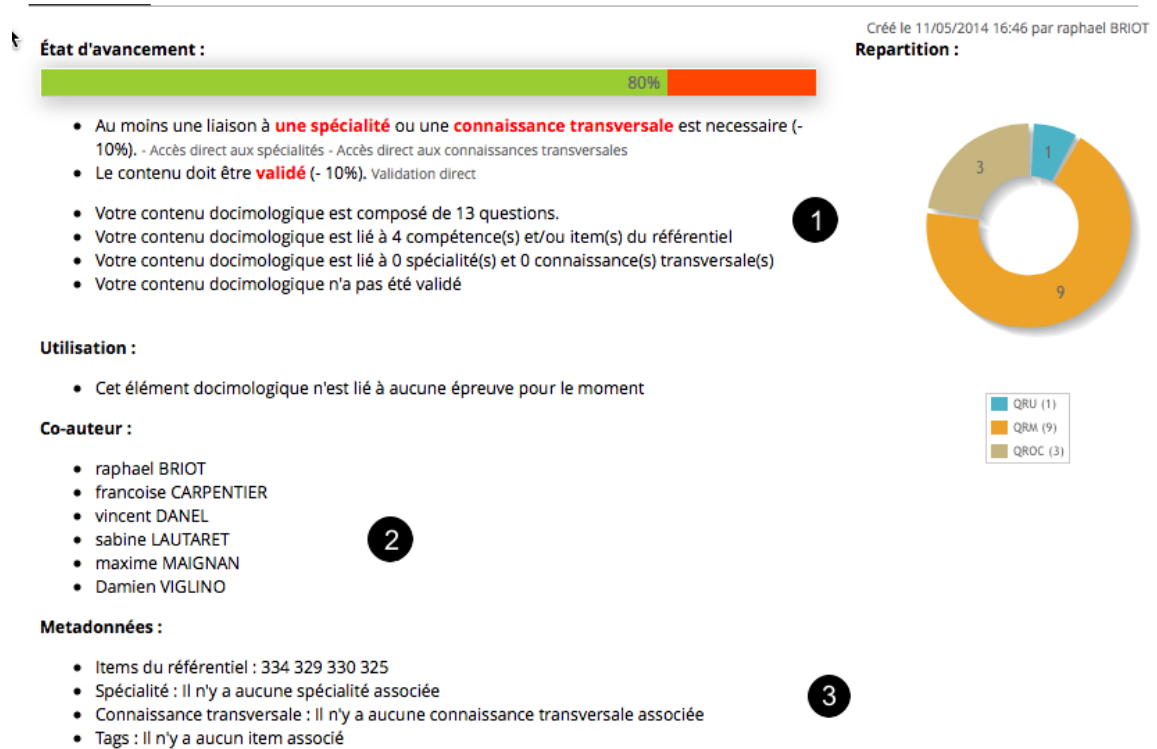 Créé le 11/05/2014 16:46 par raphael BRIOT
État d'avancement :
80%
• Au moins une liaison à une spécialité ou une connaissance transversale est necessaire (-
10%). - Accès direct aux spécialités - Accès direct aux connaissances transversales
• Le contenu doit être validé (- 10%). Validation direct
• Votre contenu docimologique est composé de 13 questions.
• Votre contenu docimologique est lié à 4 compétence(s) et/ou item(s) du référentiel
• Votre contenu docimologique est lié à 0 spécialité(s) et 0 connaissance(s) transversale(s)
• Votre contenu docimologique n'a pas été validé
1
Repartition :
1
3
9
QRU (1)
QRM (9)
QROC (3)
Utilisation :
• Cet élément docimologique n'est lié à aucune épreuve pour le moment
Co-auteur :
• raphael BRIOT
• francoise CARPENTIER
• vincent DANEL
• sabine LAUTARET
• maxime MAIGNAN
• Damien VIGLINO
2
Metadonnées :
• Items du référentiel : 334 329 330 325
• Spécialité : Il n'y a aucune spécialité associée
• Connaissance transversale : Il n'y a aucune connaissance transversale associée
• Tags : Il n'y a aucun item associé
3